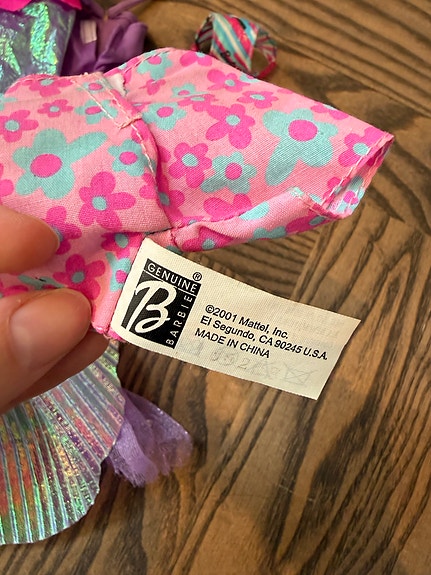 GENUINE ®
B
BARBIE
©2001 Mattel, Inc.
El Segundo, CA 90245 U.S.A.
MADE IN CHINA